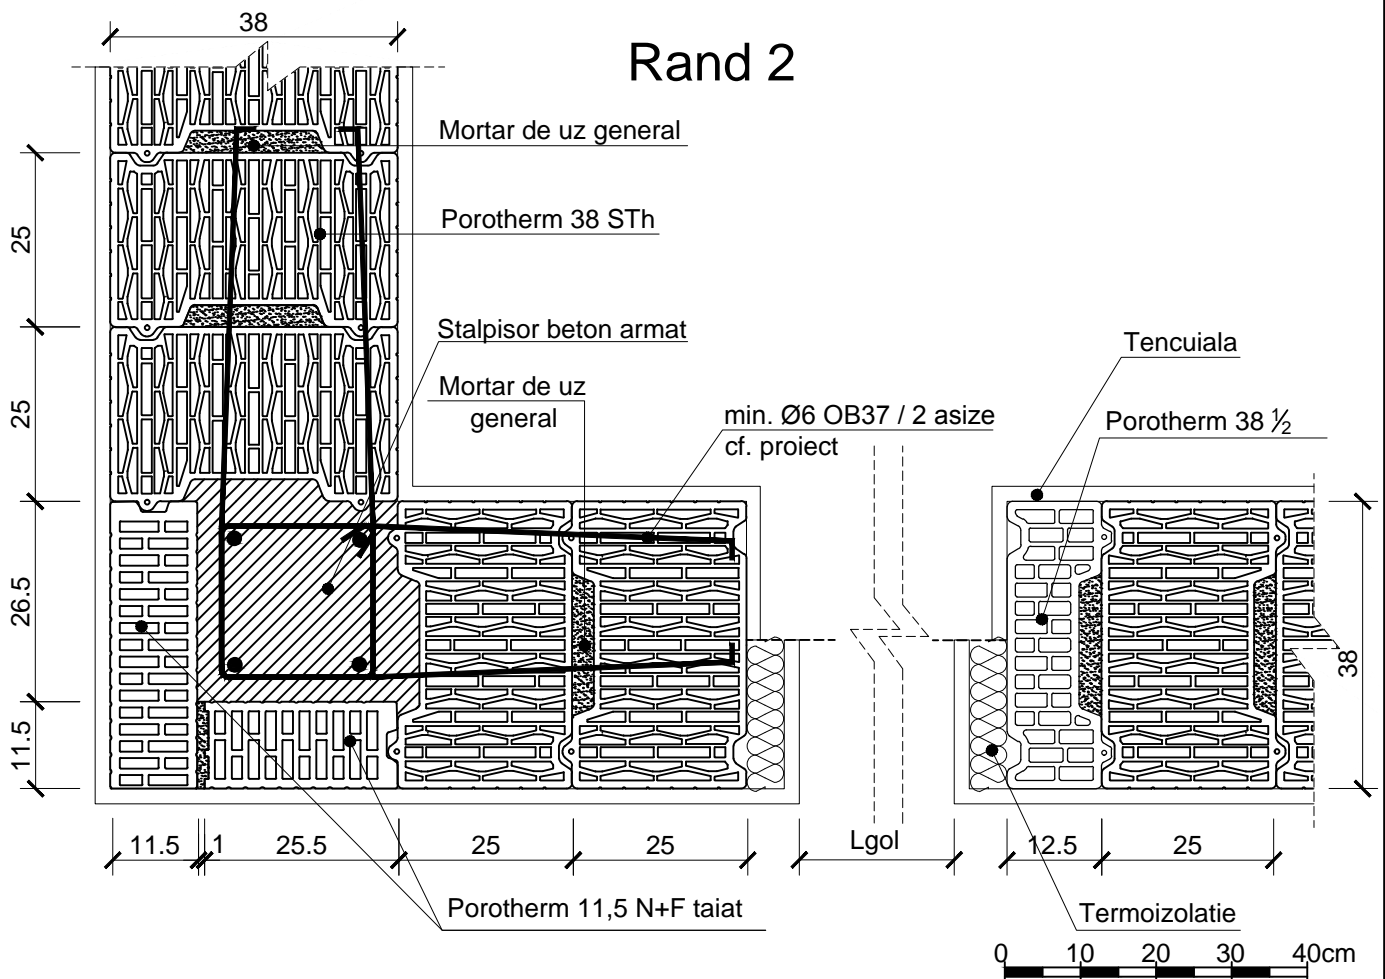 38
Rand 2
Mortar de uz general
25
Porotherm 38 STh
Stalpisor beton armat
Tencuiala
25
Mortar de uz
general
min. Ø6 OB37 / 2 asize
cf. proiect
Porotherm 38 ½
26.5
38
11.5
11.5
1
25.5
25
25
Lgol
12.5
25
Porotherm 11,5 N+F taiat
Termoizolatie
0 10 20 30 40cm